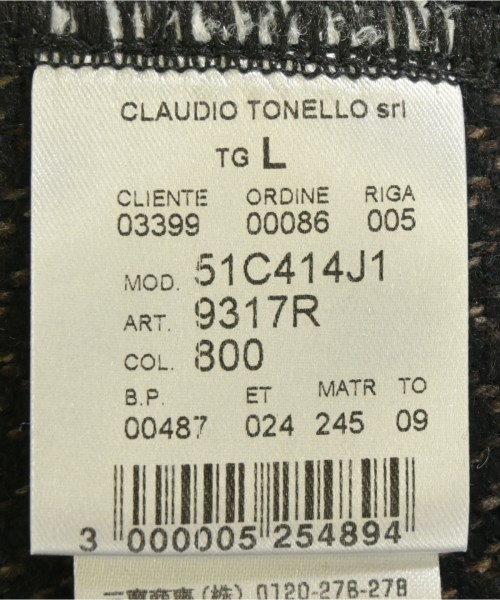 CLAUDIO TONELLO srl
TG L
CLIENTE ORDINE RIGA
03399 00086 005
MOD. 51C414J1
ART. 9317R
COL. 800
B.P. ET MATR TO
00487 024 245 09
3 000005 254894
(株) 0120-276-278